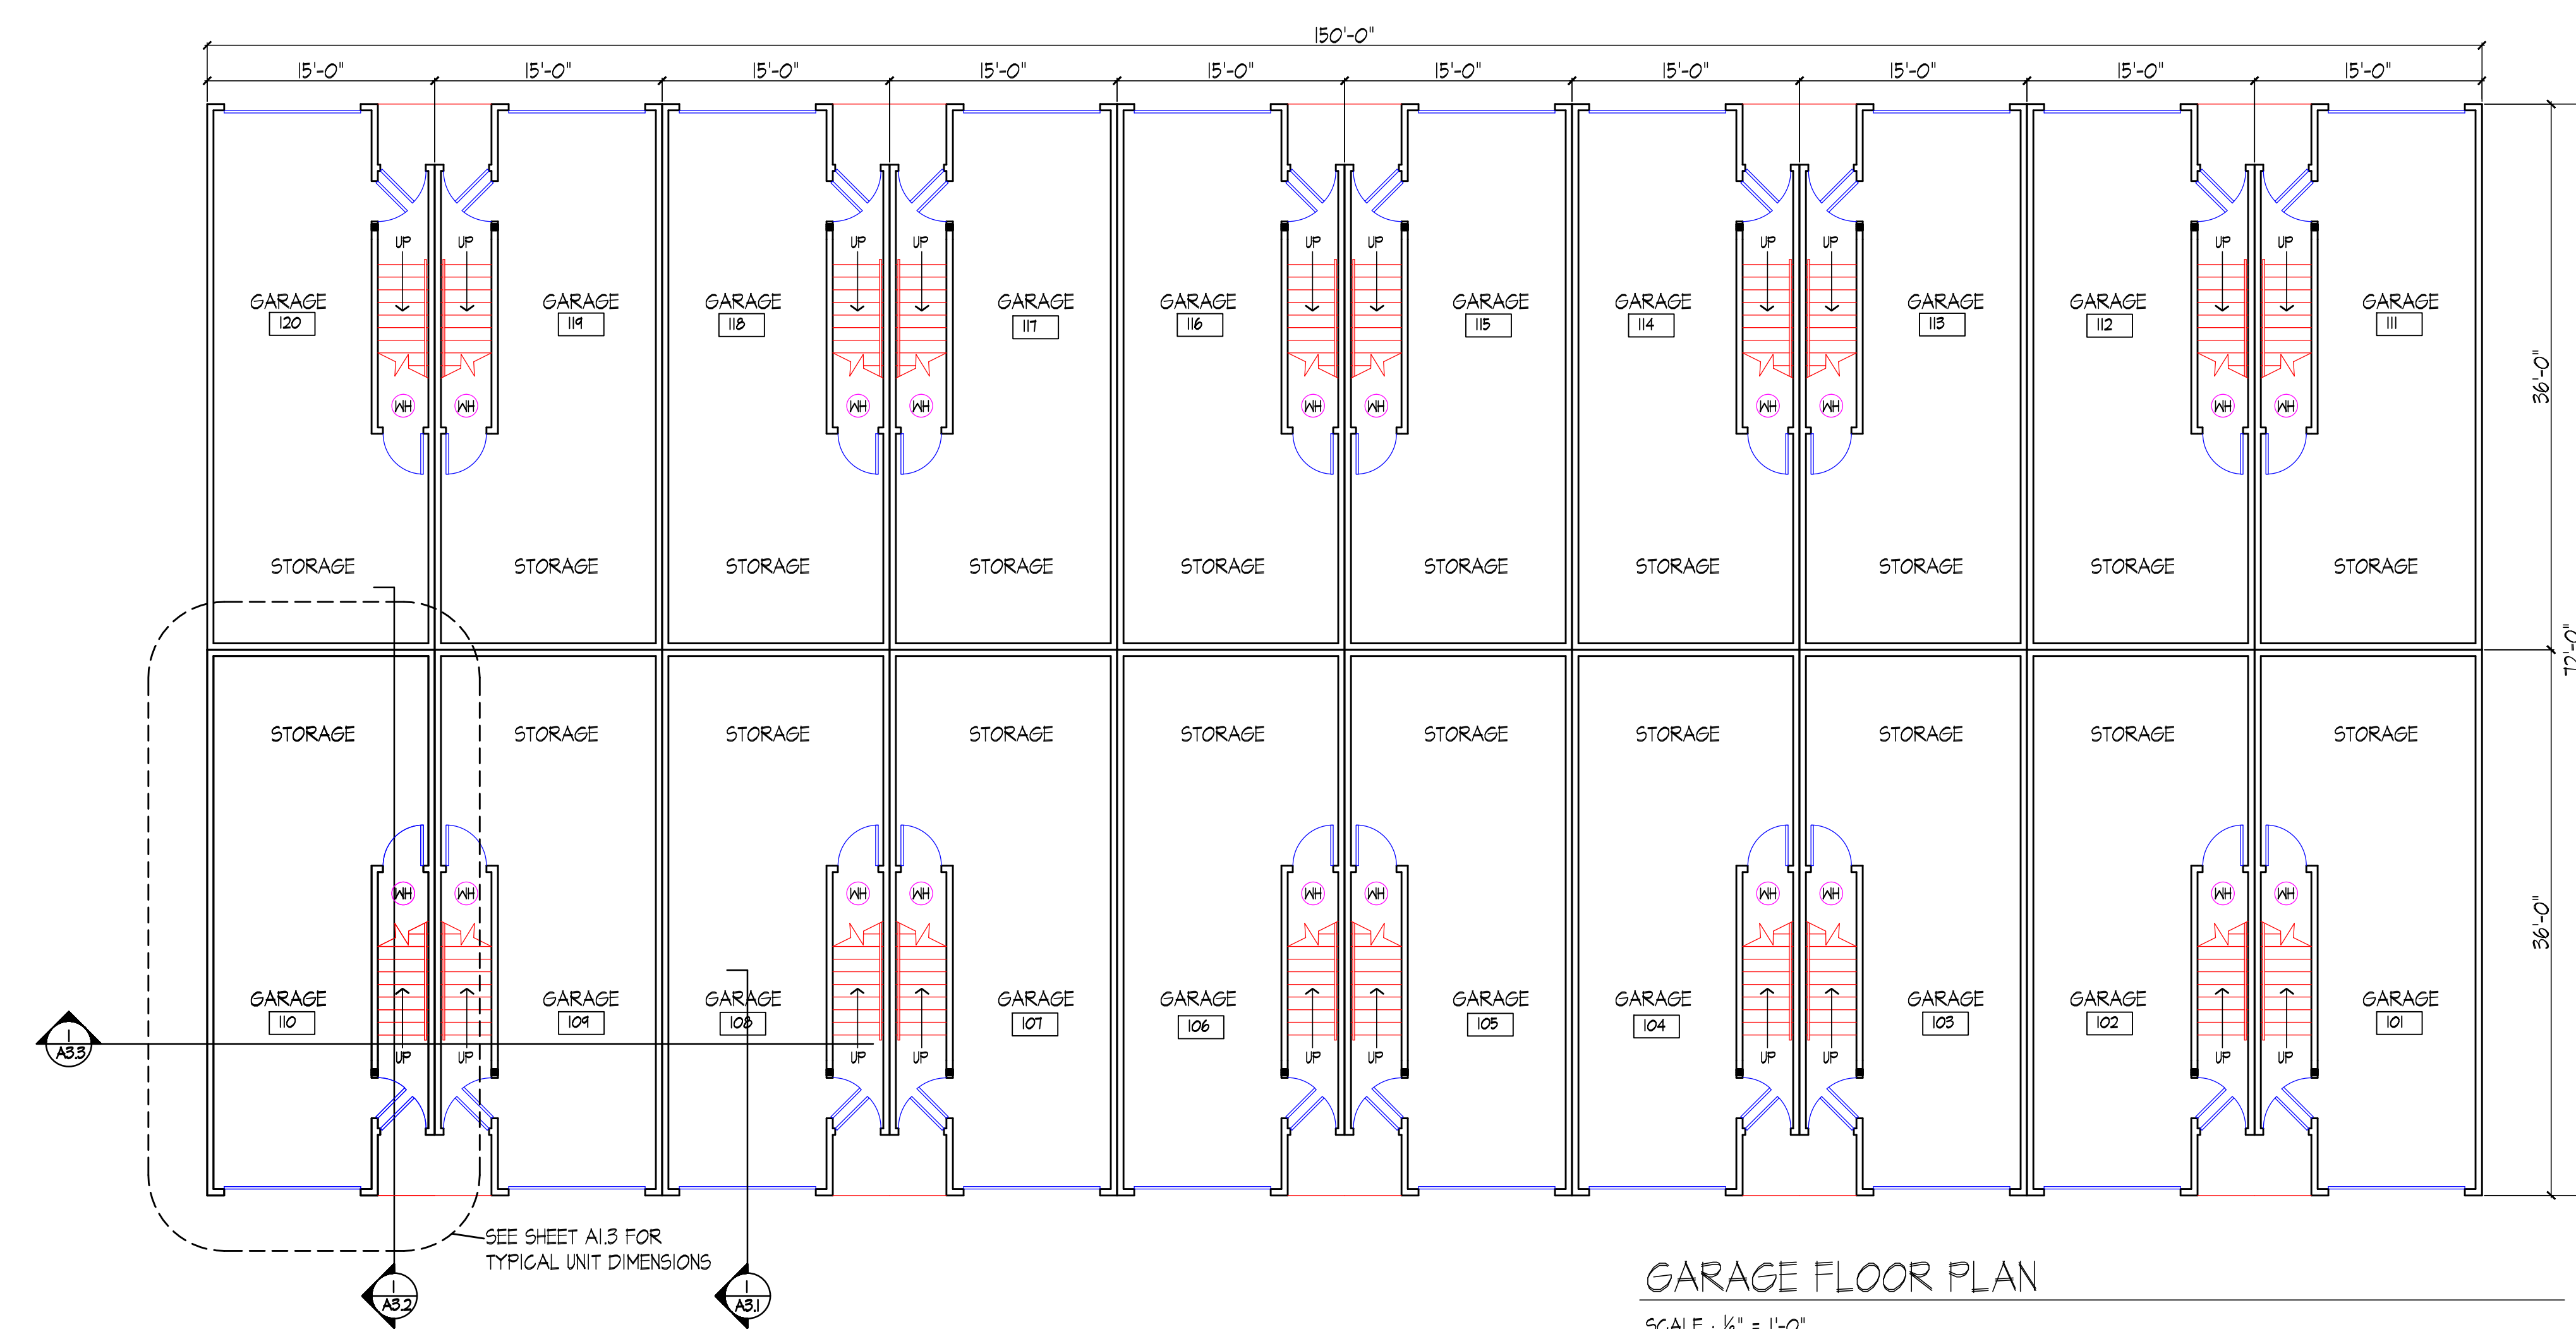 150'-0"
15'-0" 15'-0" 15'-0" 15'-0" 15'-0" 15'-0" 15'-0" 15'-0" 15'-0" 15'-0"
UP UP UP UP UP UP UP UP UP UP
GARAGE GARAGE GARAGE GARAGE GARAGE GARAGE GARAGE GARAGE GARAGE GARAGE
120 119 118 117 116 115 114 113 112 111
36'-0"
WH WH WH WH WH WH WH WH WH WH
STORAGE STORAGE STORAGE STORAGE STORAGE STORAGE STORAGE STORAGE STORAGE STORAGE
72'-0"
STORAGE STORAGE STORAGE STORAGE STORAGE STORAGE STORAGE STORAGE STORAGE STORAGE
WH WH WH WH WH WH WH WH WH WH
36'-0"
GARAGE GARAGE GARAGE GARAGE GARAGE GARAGE GARAGE GARAGE GARAGE GARAGE
110 109 108 107 106 105 104 103 102 101
1
A3.3
UP UP UP UP UP UP UP UP UP UP
SEE SHEET A1.3 FOR
TYPICAL UNIT DIMENSIONS
1
A3.2
1
A3.1
GARAGE FLOOR PLAN
SCALE : ⅛" = 1'-0"